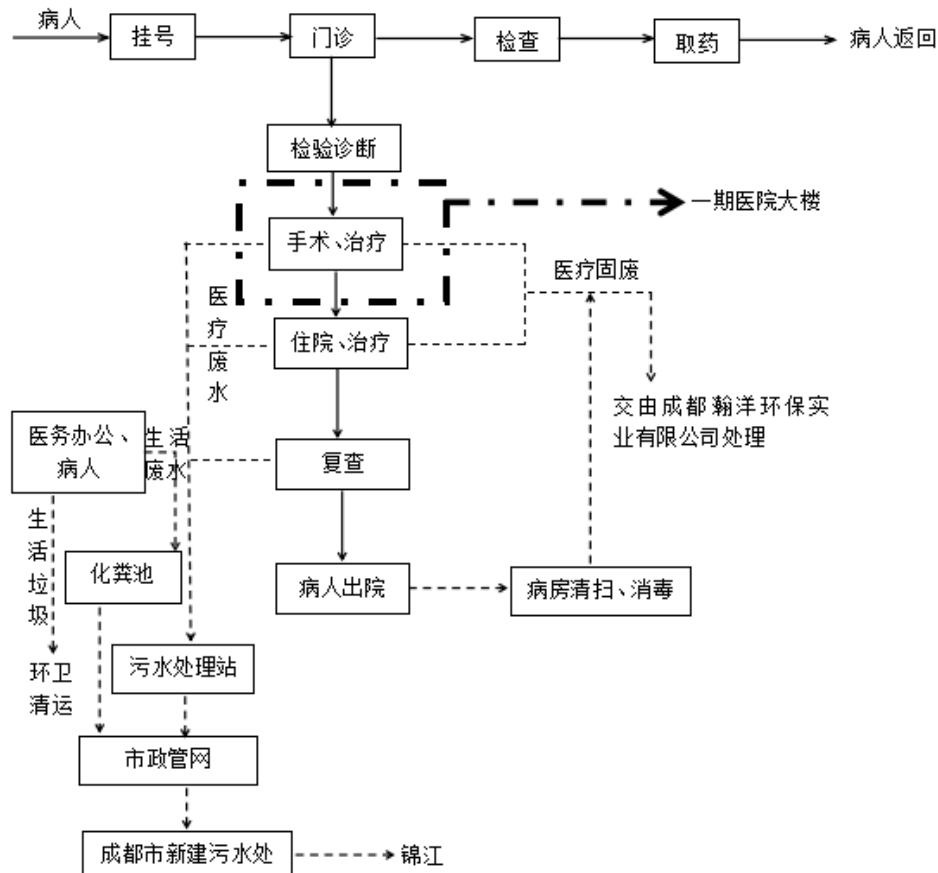 病人
挂号
门诊
检查
取药
病人返回
检验诊断
一期医院大楼
手术、治疗
医疗固废
医疗废水
住院、治疗
交由成都瀚洋环保实
业有限公司处理
医务办公、
病人
生活
废水
复查
生活垃圾
化粪池
病人出院
病房清扫、消毒
环卫
清运
污水处理站
市政管网
成都市新建污水处
锦江